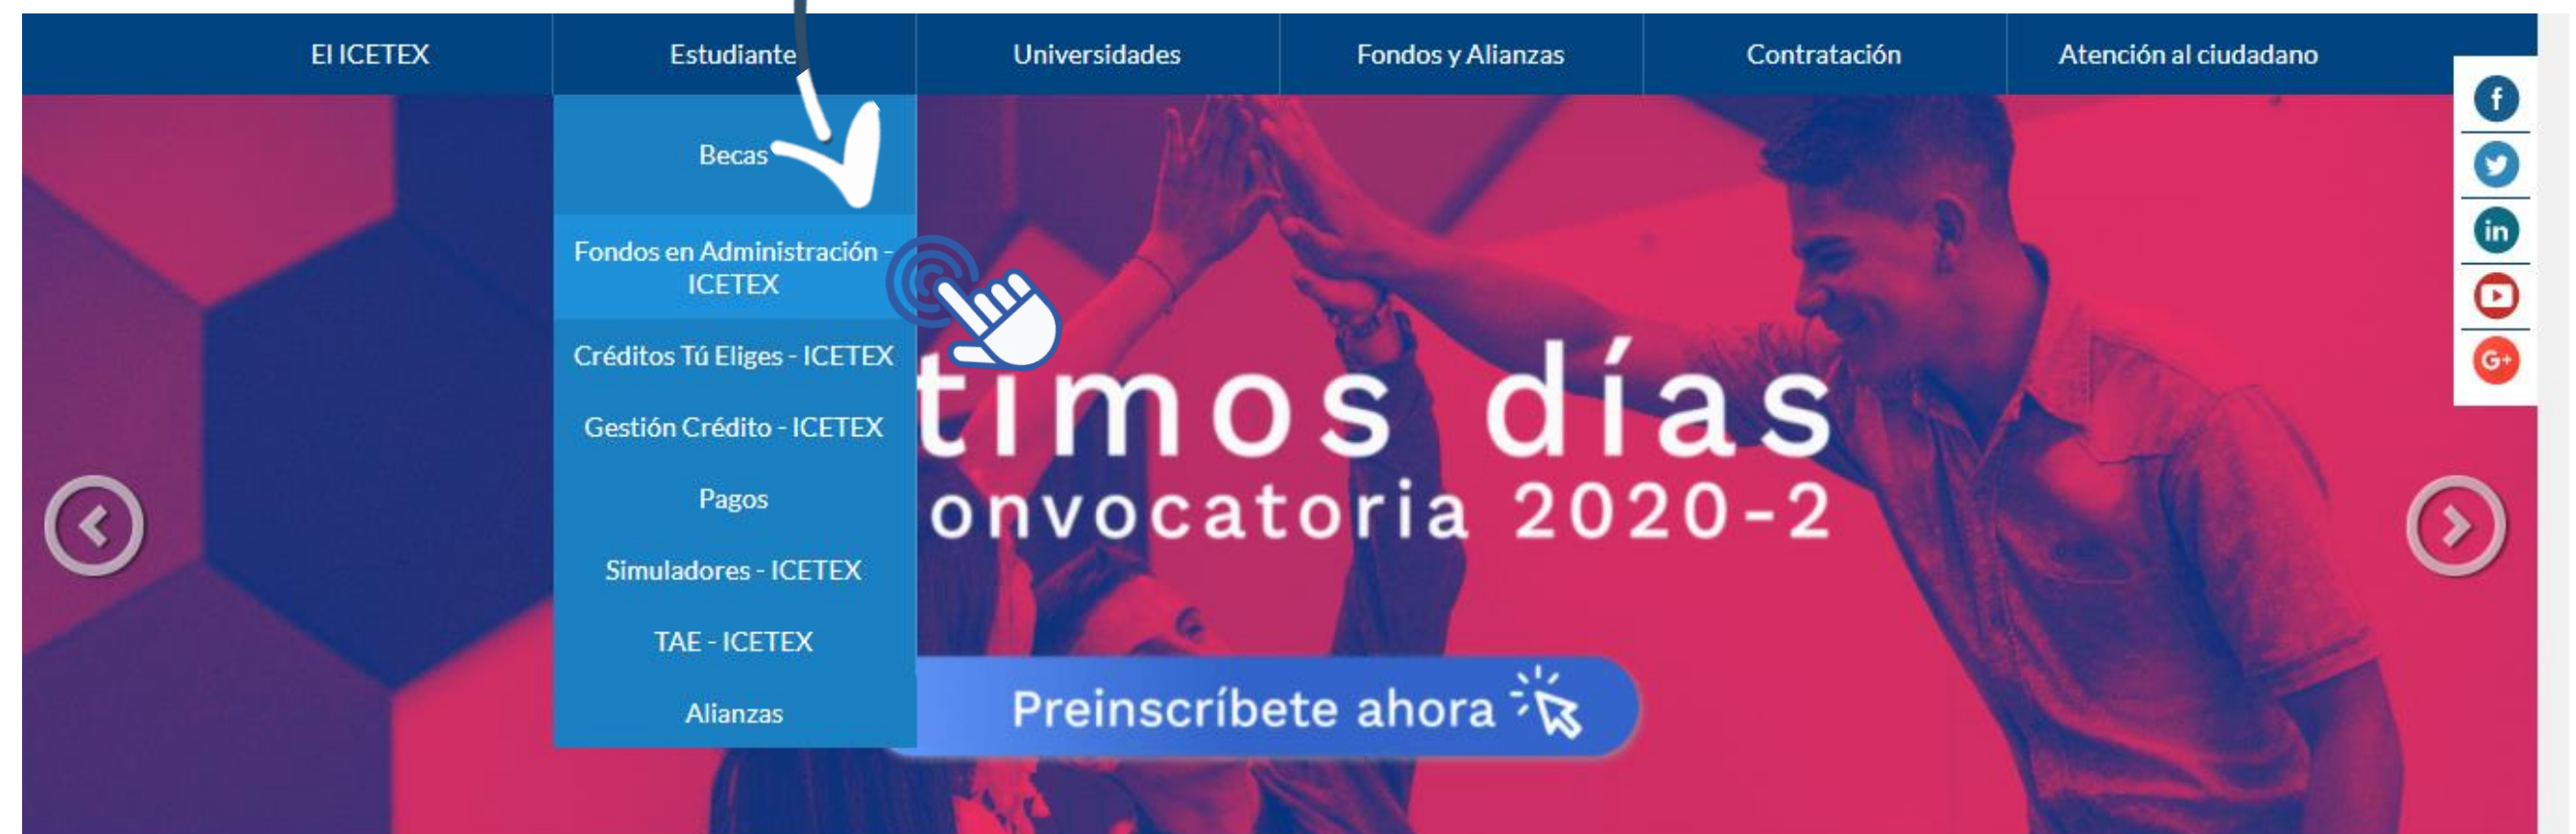 El ICETEX
Estudiante
Universidades
Fondos y Alianzas
Contratación
Atención al ciudadano
Becas
Fondos en Administración -
ICETEX
Créditos Tú Eliges - ICETEX
Gestión Crédito - ICETEX
Pagos
Simuladores - ICETEX
TAE - ICETEX
Alianzas
timos días
onvocatoria 2020-2
Preinscríbete ahora
f
in
G+